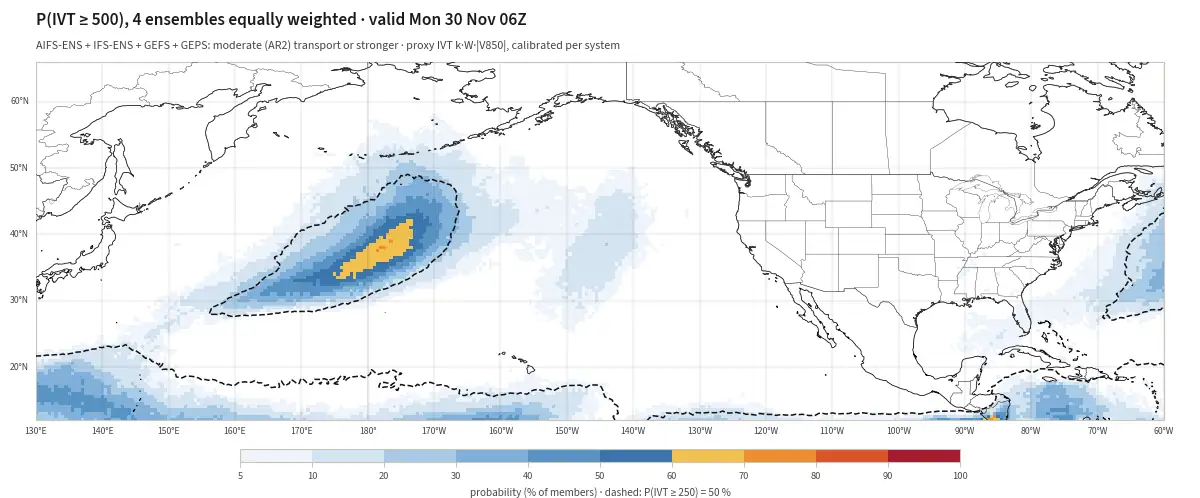 P(IVT ≥ 500), 4 ensembles equally weighted · valid Mon 30 Nov 06Z
AIFS-ENS + IFS-ENS + GEFS + GEPS: moderate (AR2) transport or stronger · proxy IVT k·W·|V850|, calibrated per system
60°N
50°N
40°N
30°N
20°N
130°E 140°E 150°E 160°E 170°E 180° 170°W 160°W 150°W 140°W 130°W 120°W 110°W 100°W 90°W 80°W 70°W 60°W
5 10 20 30 40 50 60 70 80 90 100
probability (% of members) · dashed: P(IVT ≥ 250) = 50 %